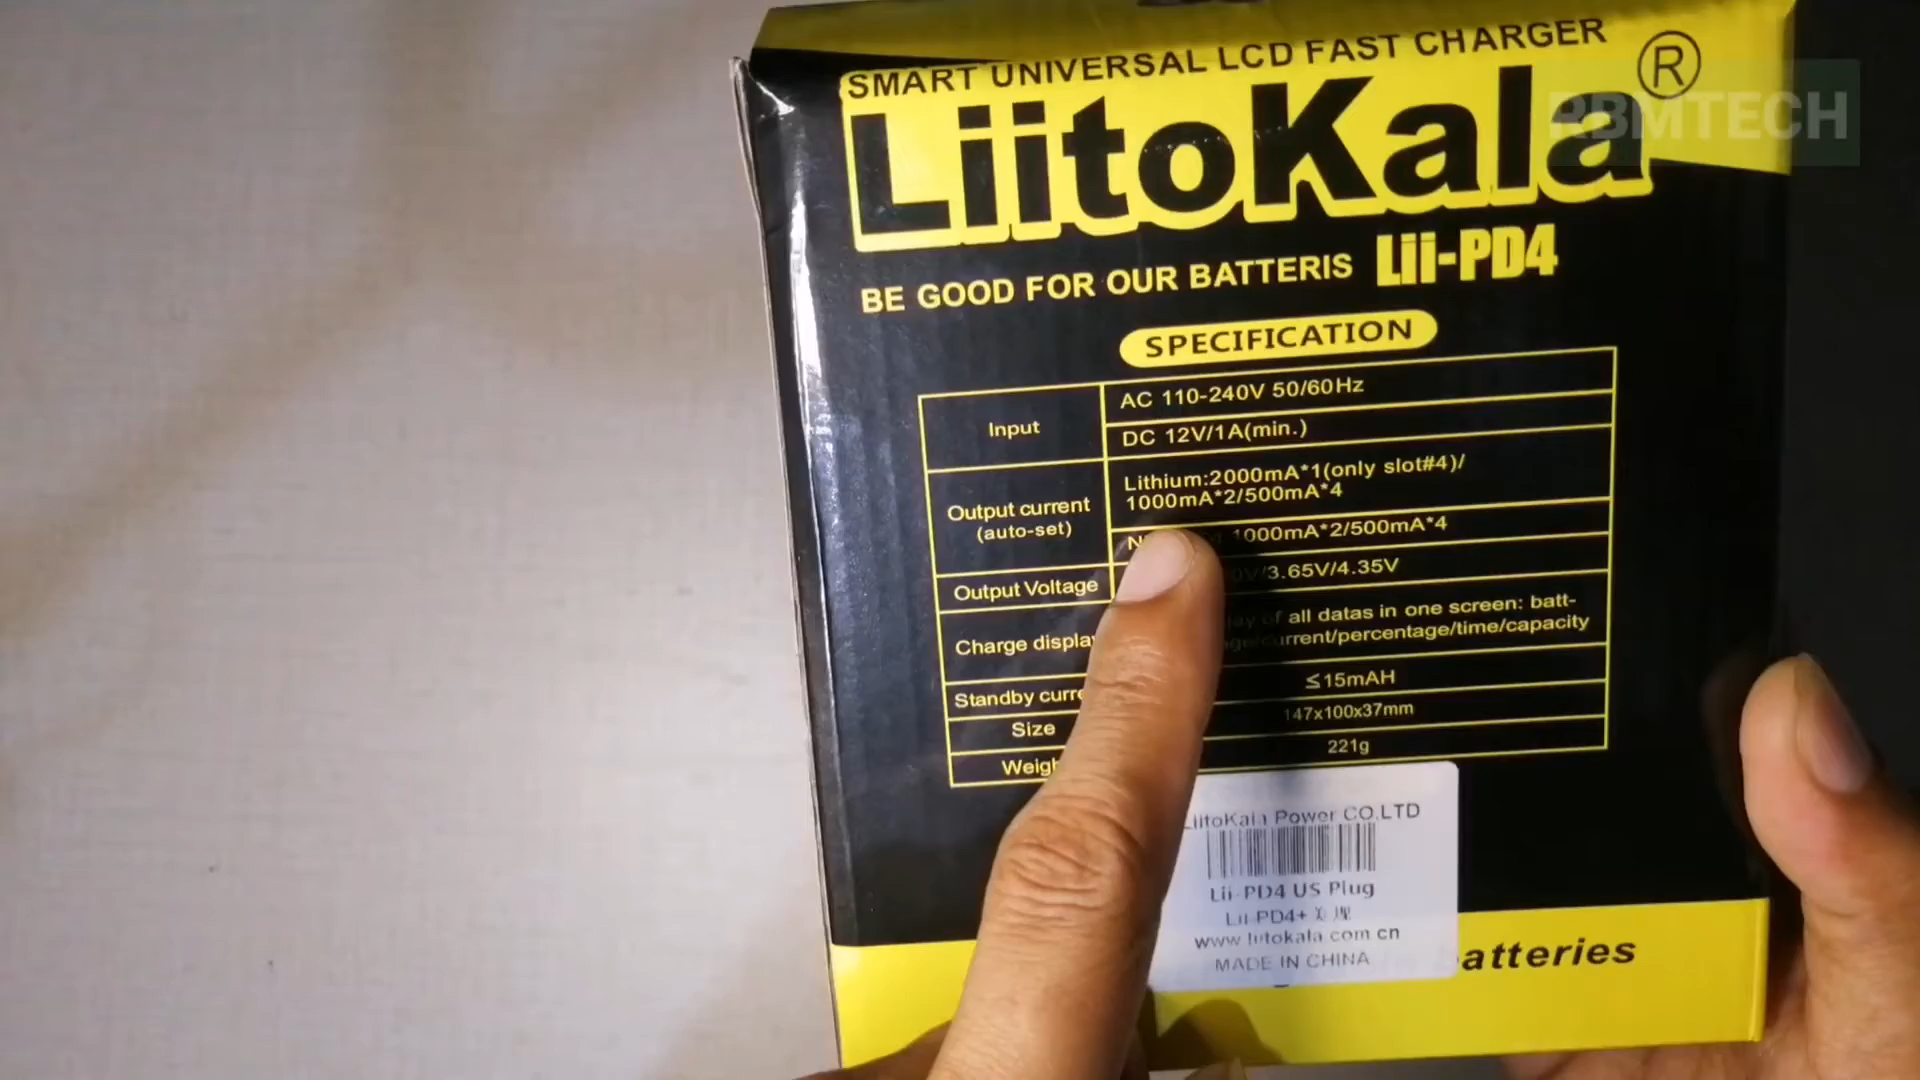 SMART UNIVERSAL LCD FAST CHARGER
LiitoKala®
RBMTECH
BE GOOD FOR OUR BATTERIS Lii-PD4
SPECIFICATION
Input
AC 110-240V 50/60Hz
DC 12V/1A(min.)
Output current
(auto-set)
Lithium:2000mA*1(only slot#4)/
1000mA*2/500mA*4
1000mA*2/500mA*4
Output Voltage
/3.65V/4.35V
Charge display
of all datas in one screen: batt-
current/percentage/time/capacity
Standby curre
≤15mAH
Size
147x100x37mm
Weigh
221g
LiitoKala Power CO.LTD
Lii-PD4 US Plug
Lii-PD4+
www.liitokala.com.cn
MADE IN CHINA
batteries